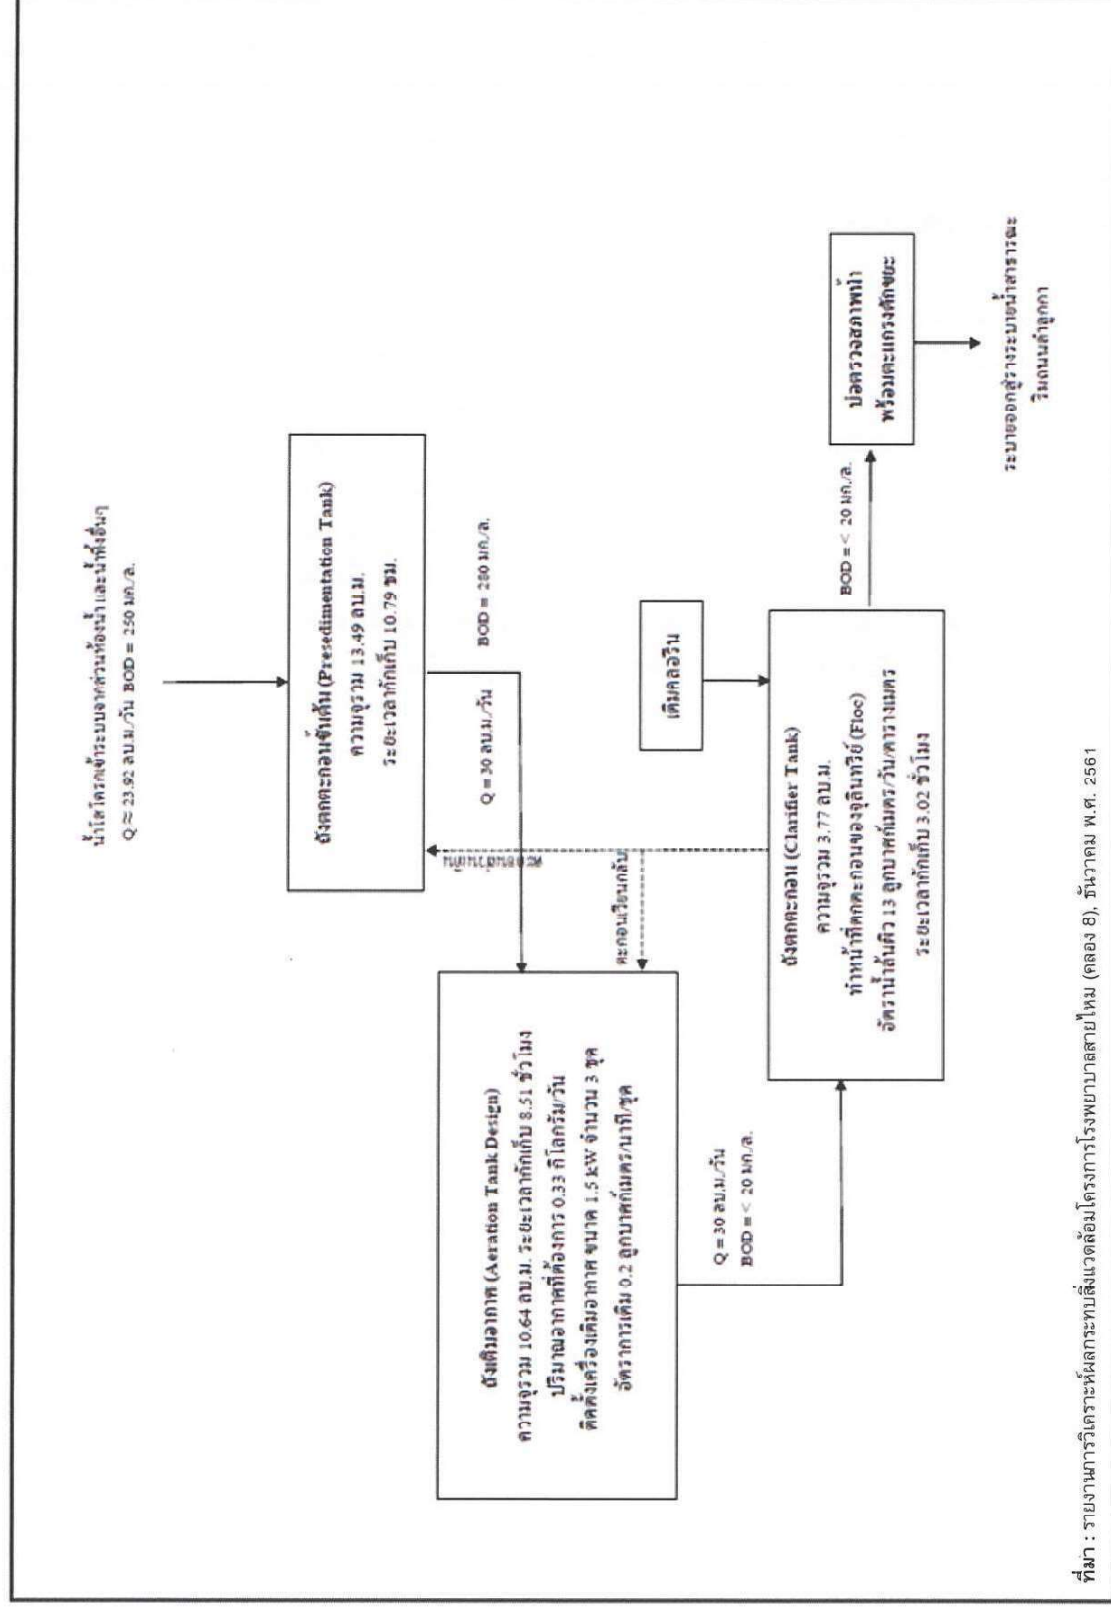 น้ำโสโครกเข้าระบบจากส่วนห้องน้ำ และน้ำทิ้งอื่นๆ
Q ≈ 23.92 ลบ.ม./วัน BOD = 250 มก./ล.
ถังตกตะกอนขั้นต้น (Presedimentation Tank)
ความจุรวม 13.49 ลบ.ม.
ระยะเวลากักเก็บ 10.79 ชม.
Q = 30 ลบ.ม/วัน
BOD = 280 มก./ล.
ตะกอนส่วนเกิน
ตะกอนเวียนกลับ
ถังเติมอากาศ (Aeration Tank Design)
ความจุรวม 10.64 ลบ.ม. ระยะเวลากักเก็บ 8.51 ชั่วโมง
ปริมาณอากาศที่ต้องการ 0.33 กิโลกรัม/วัน
ติดตั้งเครื่องเติมอากาศ ขนาด 1.5 kW จำนวน 3 ชุด
อัตราการเติม 0.2 ลูกบาศก์เมตร/นาที/ชุด
Q = 30 ลบ.ม./วัน
BOD = < 20 มก./ล.
เติมคลอรีน
ถังตกตะกอน (Clarifier Tank)
ความจุรวม 3.77 ลบ.ม.
ทำหน้าที่ตกตะกอนของจุลินทรีย์ (Floc)
อัตราน้ำล้นผิว 13 ลูกบาศก์เมตร/วัน/ตารางเมตร
ระยะเวลากักเก็บ 3.02 ชั่วโมง
BOD = < 20 มก./ล.
บ่อตรวจสภาพน้ำ
พร้อมตะแกรงดักขยะ
ระบายออกสู่รางระบายน้ำสาธารณะ
ริมถนนลำลูกกา
ที่มา : รายงานการวิเคราะห์ผลกระทบสิ่งแวดล้อมโครงการโรงพยาบาลสายไหม (คลอง 8), ธันวาคม พ.ศ. 2561